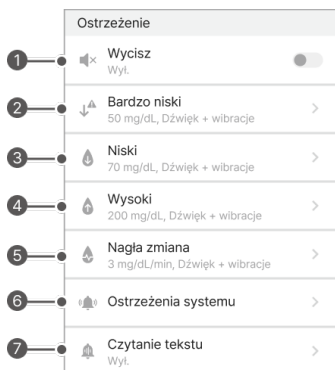 Ostrzeżenie
1 Wycisz
Wył.
2 Bardzo niski
50 mg/dL, Dźwięk + wibracje
3 Niski
70 mg/dL, Dźwięk + wibracje
4 Wysoki
200 mg/dL, Dźwięk + wibracje
5 Nagła zmiana
3 mg/dL/min, Dźwięk + wibracje
6 Ostrzeżenia systemu
7 Czytanie tekstu
Wył.